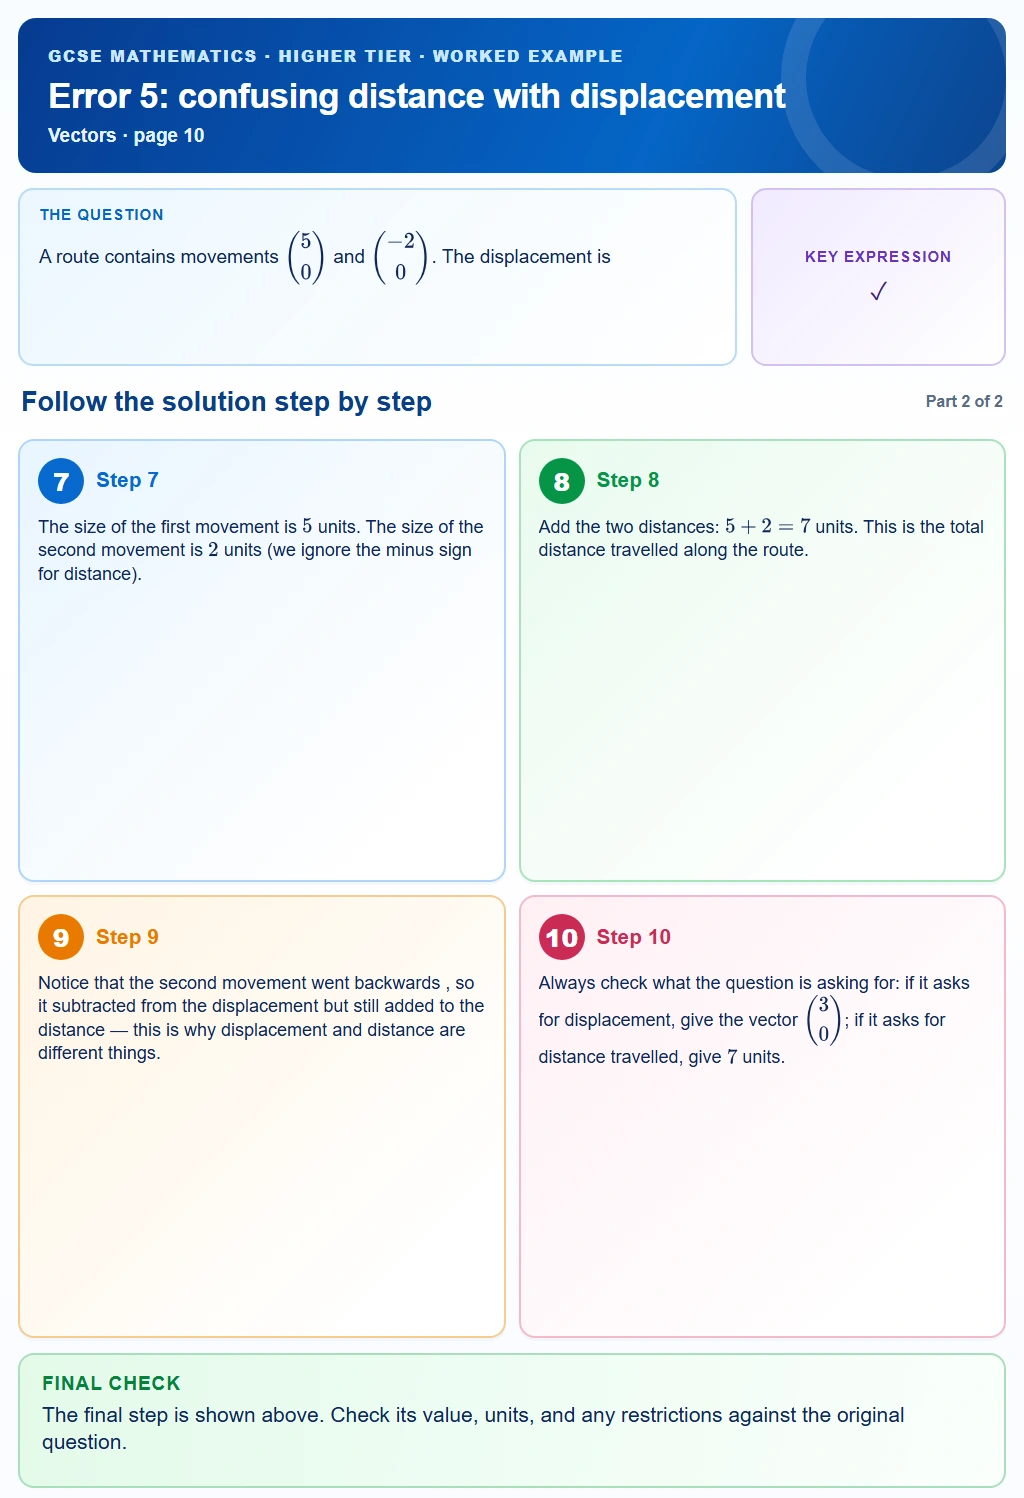 GCSE MATHEMATICS · HIGHER TIER · WORKED EXAMPLE
Error 5: confusing distance with displacement
Vectors · page 10
THE QUESTION
A route contains movements (5 0) and (−2 0). The displacement is
KEY EXPRESSION
✓
Follow the solution step by step
Part 2 of 2
7 Step 7
The size of the first movement is 5 units. The size of the
second movement is 2 units (we ignore the minus sign
for distance).
8 Step 8
Add the two distances: 5 + 2 = 7 units. This is the total
distance travelled along the route.
9 Step 9
Notice that the second movement went backwards , so
it subtracted from the displacement but still added to the
distance — this is why displacement and distance are
different things.
10 Step 10
Always check what the question is asking for: if it asks
for displacement, give the vector (3 0); if it asks for
distance travelled, give 7 units.
FINAL CHECK
The final step is shown above. Check its value, units, and any restrictions against the original
question.